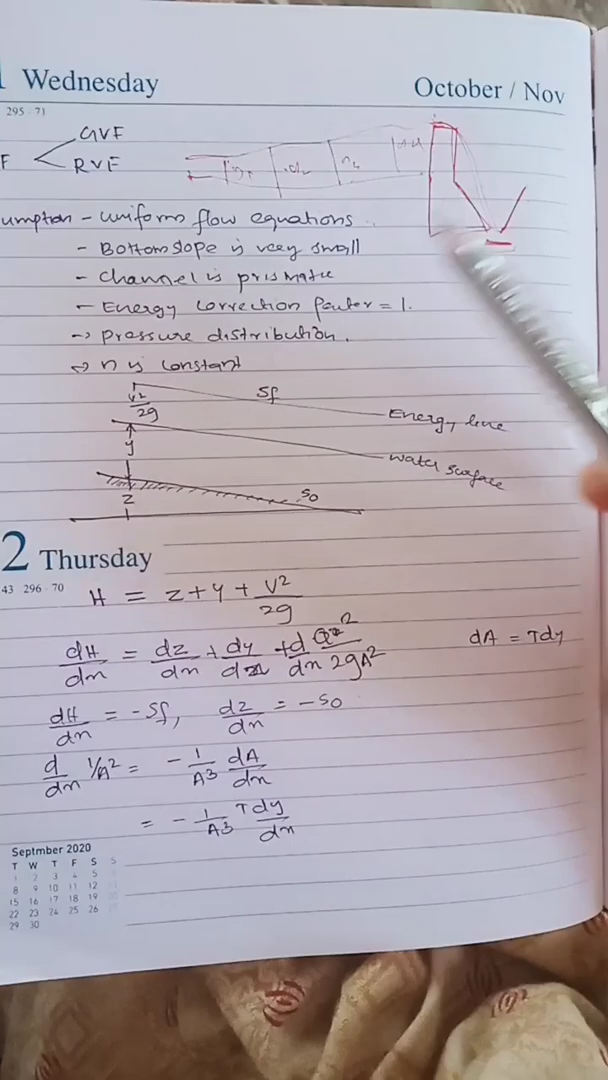 Wednesday
October / Nov
295 · 71
GVF
F
RVF
umption - uniform flow equations
- Bottom slope is very small
- channel is prismatic
- Energy correction factor = 1.
-> pressure distribution.
-> n is constant
V²/2g
Sf
Energy line
y
water surface
z
S0
2 Thursday
43 296 · 70
H = z + y + V²/2g
dH/dx = dz/dx + dy/dx + d/dx Q²/2gA²
dA = Tdy
dH/dx = -Sf, dz/dx = -S0
d/dx 1/A² = - 1/A³ dA/dx
= - 1/A³ Tdy/dx
Septmber 2020
T W T F S S
1 2 3 4 5
8 9 10 11 12
15 16 17 18 19
22 23 24 25 26
29 30